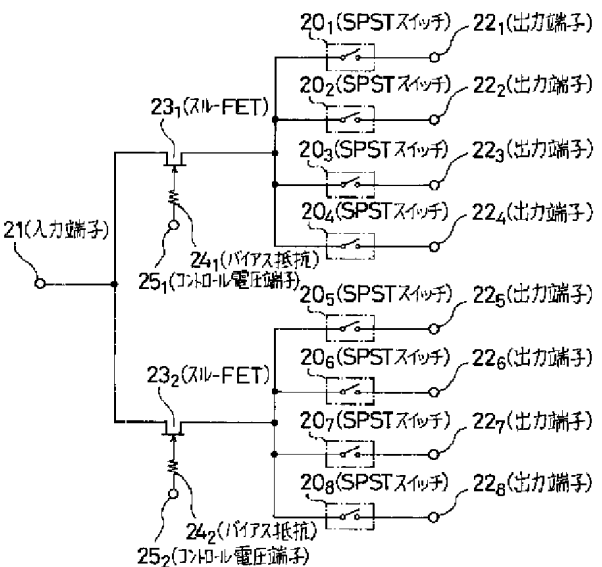 20₁(SPSTスイッチ)
22₁(出力端子)
20₂(SPSTスイッチ)
22₂(出力端子)
23₁(スルーFET)
20₃(SPSTスイッチ)
22₃(出力端子)
20₄(SPSTスイッチ)
22₄(出力端子)
21(入力端子)
24₁(バイアス抵抗)
25₁(コントロール電圧端子)
20₅(SPSTスイッチ)
22₅(出力端子)
20₆(SPSTスイッチ)
22₆(出力端子)
23₂(スルーFET)
20₇(SPSTスイッチ)
22₇(出力端子)
20₈(SPSTスイッチ)
22₈(出力端子)
24₂(バイアス抵抗)
25₂(コントロール電圧端子)